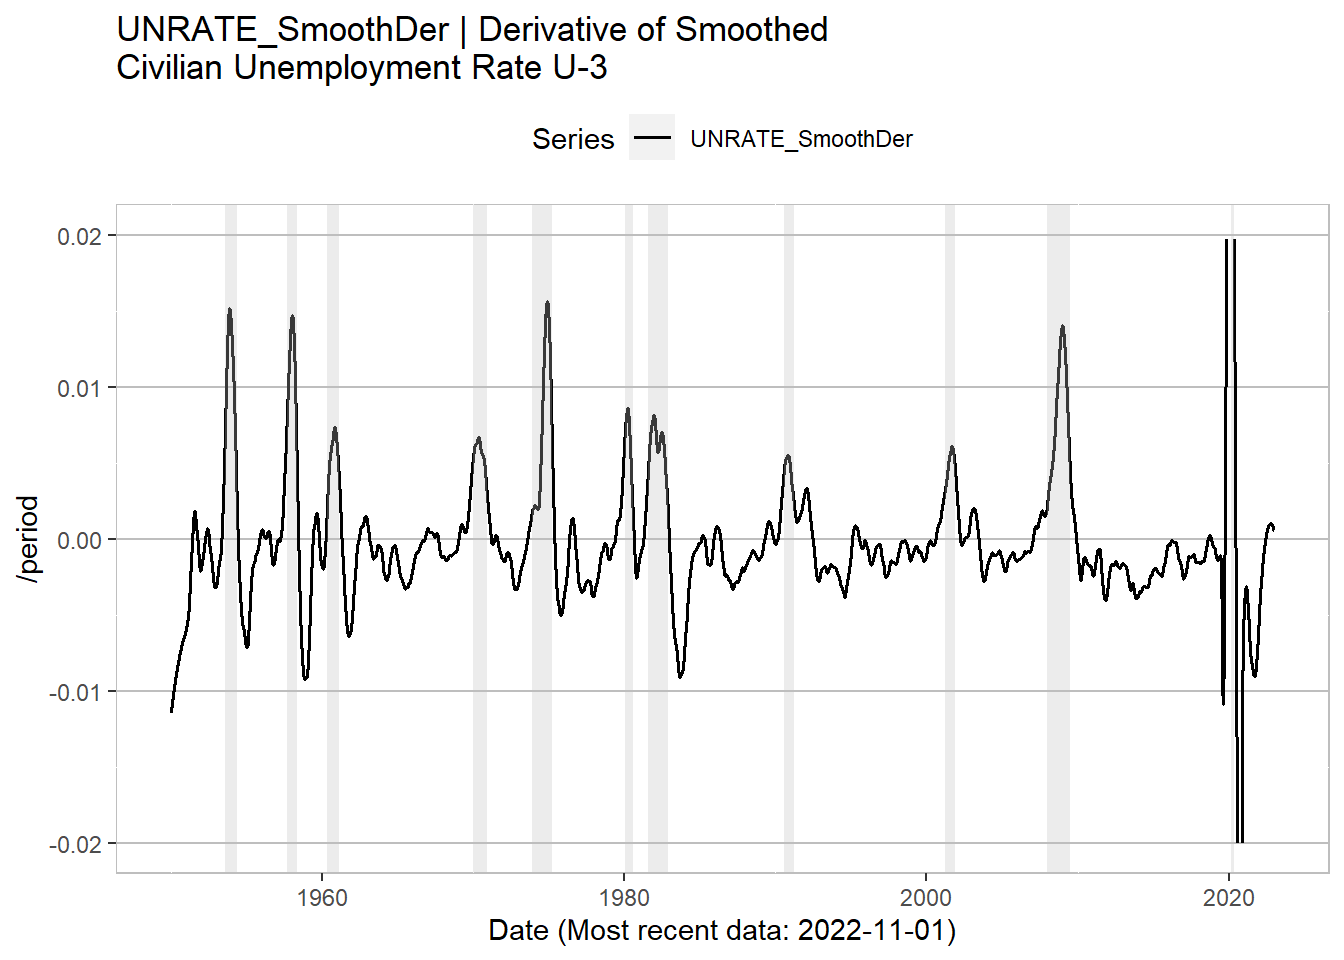 UNRATE_SmoothDer | Derivative of Smoothed
Civilian Unemployment Rate U-3
Series UNRATE_SmoothDer
0.02
0.01
0.00
-0.01
-0.02
/period
1960 1980 2000 2020
Date (Most recent data: 2022-11-01)